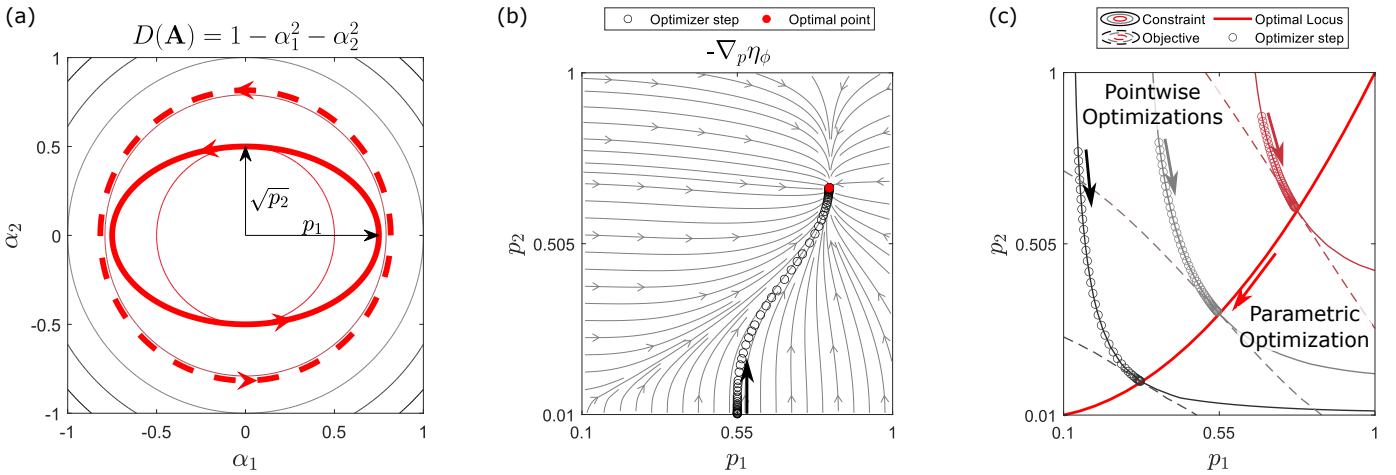 (a)
D(A) = 1 − α₁² − α₂²
1
0.5
0
-0.5
-1
-1
-0.5
0
0.5
1
α₁
α₂
√p₂
p₁
(b)
Optimizer step
Optimal point
-∇ₚη_ϕ
1
0.505
0.01
0.1
0.55
1
p₁
p₂
(c)
Constraint
Optimal Locus
Objective
Optimizer step
1
0.505
0.01
0.1
0.55
1
p₁
p₂
Pointwise
Optimizations
Parametric
Optimization